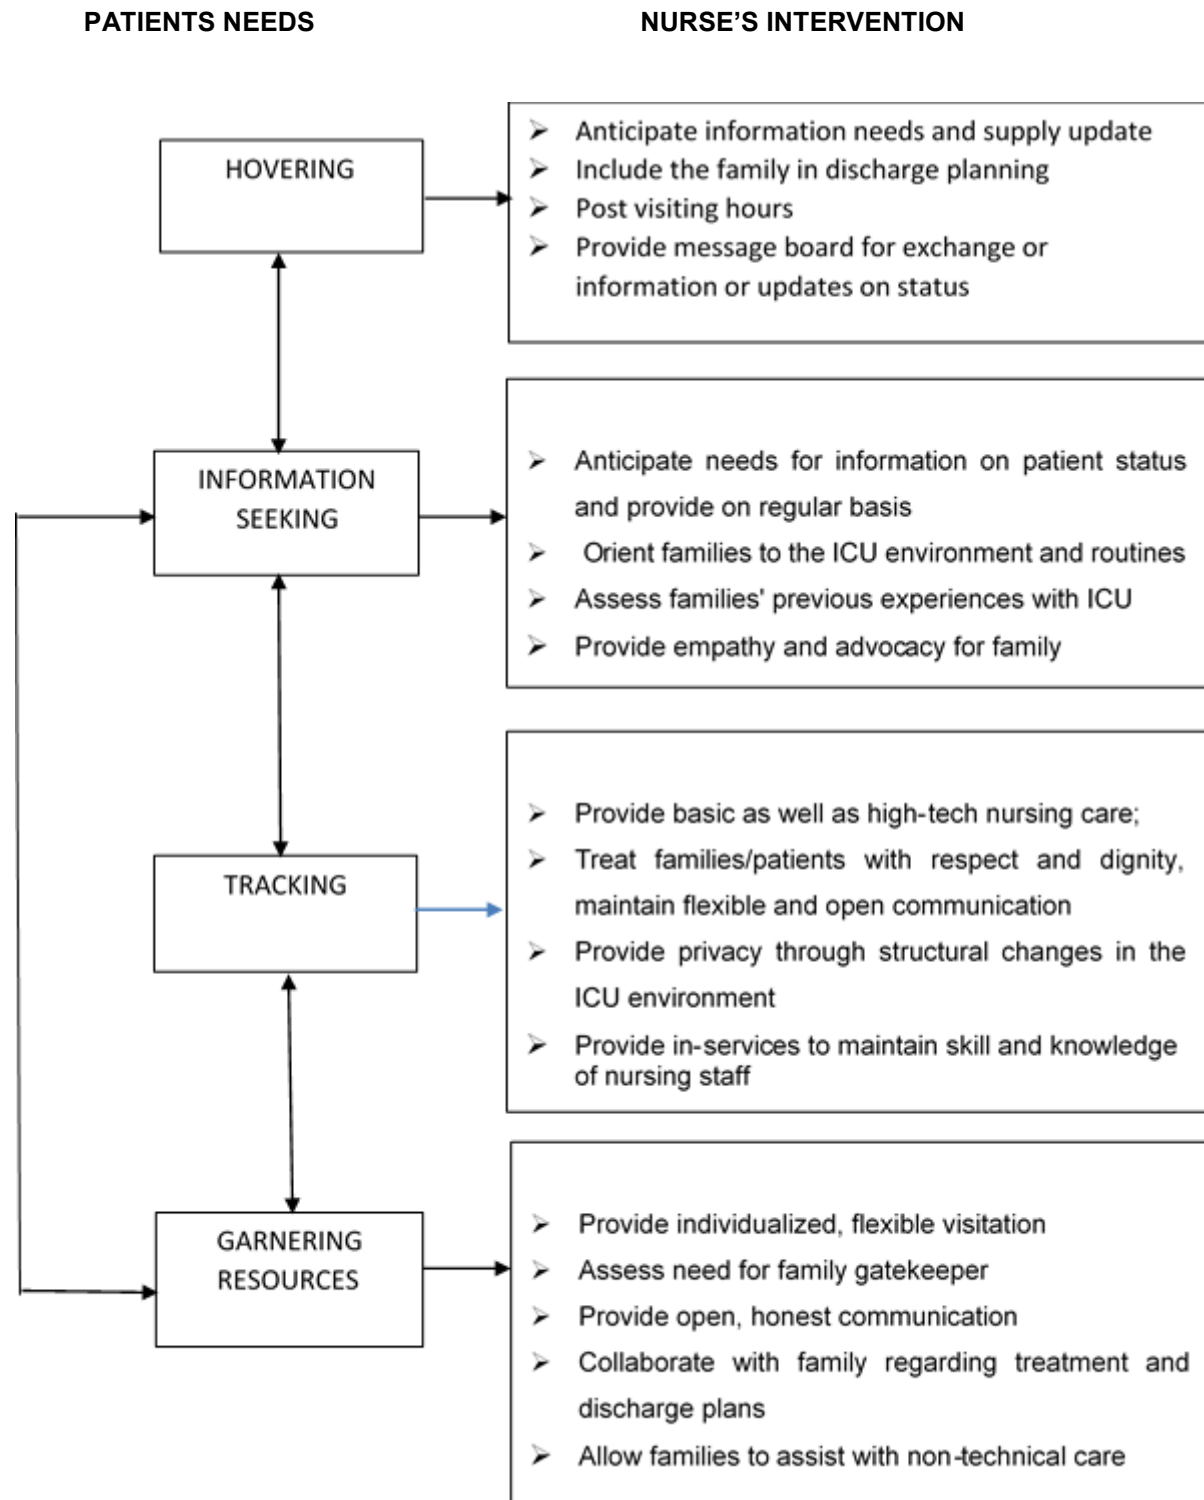 PATIENTS NEEDS
NURSE'S INTERVENTION
HOVERING
➢ Anticipate information needs and supply update
➢ Include the family in discharge planning
➢ Post visiting hours
➢ Provide message board for exchange or
information or updates on status
INFORMATION
SEEKING
➢ Anticipate needs for information on patient status
and provide on regular basis
➢ Orient families to the ICU environment and routines
➢ Assess families' previous experiences with ICU
➢ Provide empathy and advocacy for family
TRACKING
➢ Provide basic as well as high-tech nursing care;
➢ Treat families/patients with respect and dignity,
maintain flexible and open communication
➢ Provide privacy through structural changes in the
ICU environment
➢ Provide in-services to maintain skill and knowledge
of nursing staff
GARNERING
RESOURCES
➢ Provide individualized, flexible visitation
➢ Assess need for family gatekeeper
➢ Provide open, honest communication
➢ Collaborate with family regarding treatment and
discharge plans
➢ Allow families to assist with non-technical care